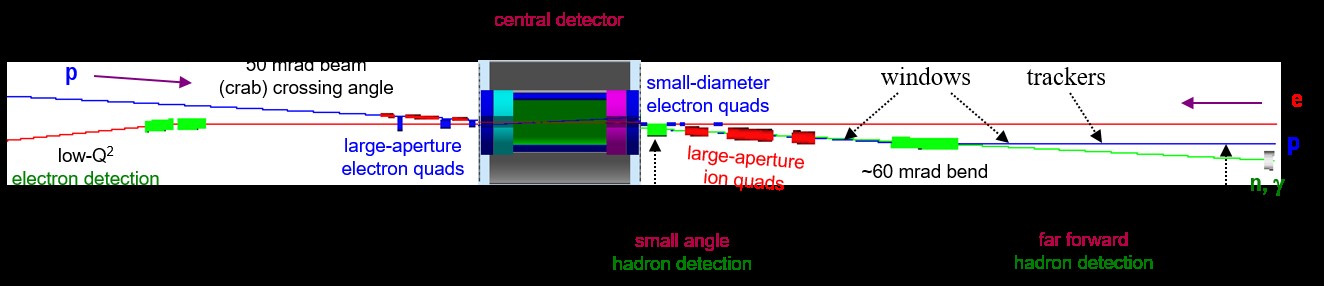 central detector
p
50 mrad beam
(crab) crossing angle
small-diameter
electron quads
windows
trackers
e
low-Q2
electron detection
large-aperture
electron quads
large-aperture
ion quads
~60 mrad bend
p
n, γ
small angle
hadron detection
far forward
hadron detection